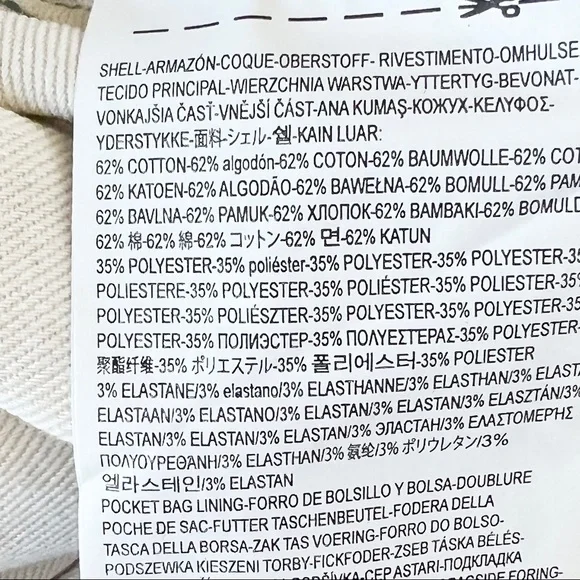 SHELL-ARMAZÓN-COQUE-OBERSTOFF- RIVESTIMENTO-OMHULSE
TECIDO PRINCIPAL-WIERZCHNIA WARSTWA-YTTERTYG-BEVONAT-
VONKAJŠIA ČASŤ-VNĚJŠÍ ČÁST-ANA KUMAŞ-КОЖУХ-ΚΕΛΥΦΟΣ-
YDERSTYKKE-面料-シェル-쉘-KAIN LUAR:
62% COTTON-62% algodón-62% COTON-62% BAUMWOLLE-62% COT
62% KATOEN-62% ALGODÃO-62% BAWEŁNA-62% BOMULL-62% PAM
62% BAVLNA-62% PAMUK-62% ХЛОПОК-62% BAMBAKI-62% BOMULD
62% 棉-62% 綿-62% コットン-62% 면-62% KATUN
35% POLYESTER-35% poliéster-35% POLYESTER-35% POLYESTER-35%
POLIESTERE-35% POLYESTER-35% POLIÉSTER-35% POLYESTER-35%
POLYESTER-35% POLIÉSZTER-35% POLYESTER-35% POLYESTER-35%
POLYESTER-35% ПОЛИЭСТЕР-35% ΠΟΛΥΕΣΤΕΡΑΣ-35% POLYESTER-35%
聚酯纤维-35% ポリエステル-35% 폴리에스터-35% POLIESTER
3% ELASTANE/3% elastano/3% ELASTHANNE/3% ELASTHAN/3% ELASTA
ELASTAAN/3% ELASTANO/3% ELASTAN/3% ELASTAN/3% ELASZTÁN/3%
ELASTAN/3% ELASTAN/3% ELASTAN/3% ЭЛАСТАН/3% ΕΛΑΣΤΟΜΕΡΗΣ
ΠΟΛΥΟΥΡΕΘΑΝΗ/3% ELASTHAN/3% 氨纶/3% ポリウレタン/3%
엘라스테인/3% ELASTAN
POCKET BAG LINING-FORRO DE BOLSILLO Y BOLSA-DOUBLURE
POCHE DE SAC-FUTTER TASCHENBEUTEL-FODERA DELLA
TASCA DELLA BORSA-ZAK TAS VOERING-FORRO DO BOLSO-
PODSZEWKA KIESZENI TORBY-FICKFODER-ZSEB TÁSKA BÉLÉS-